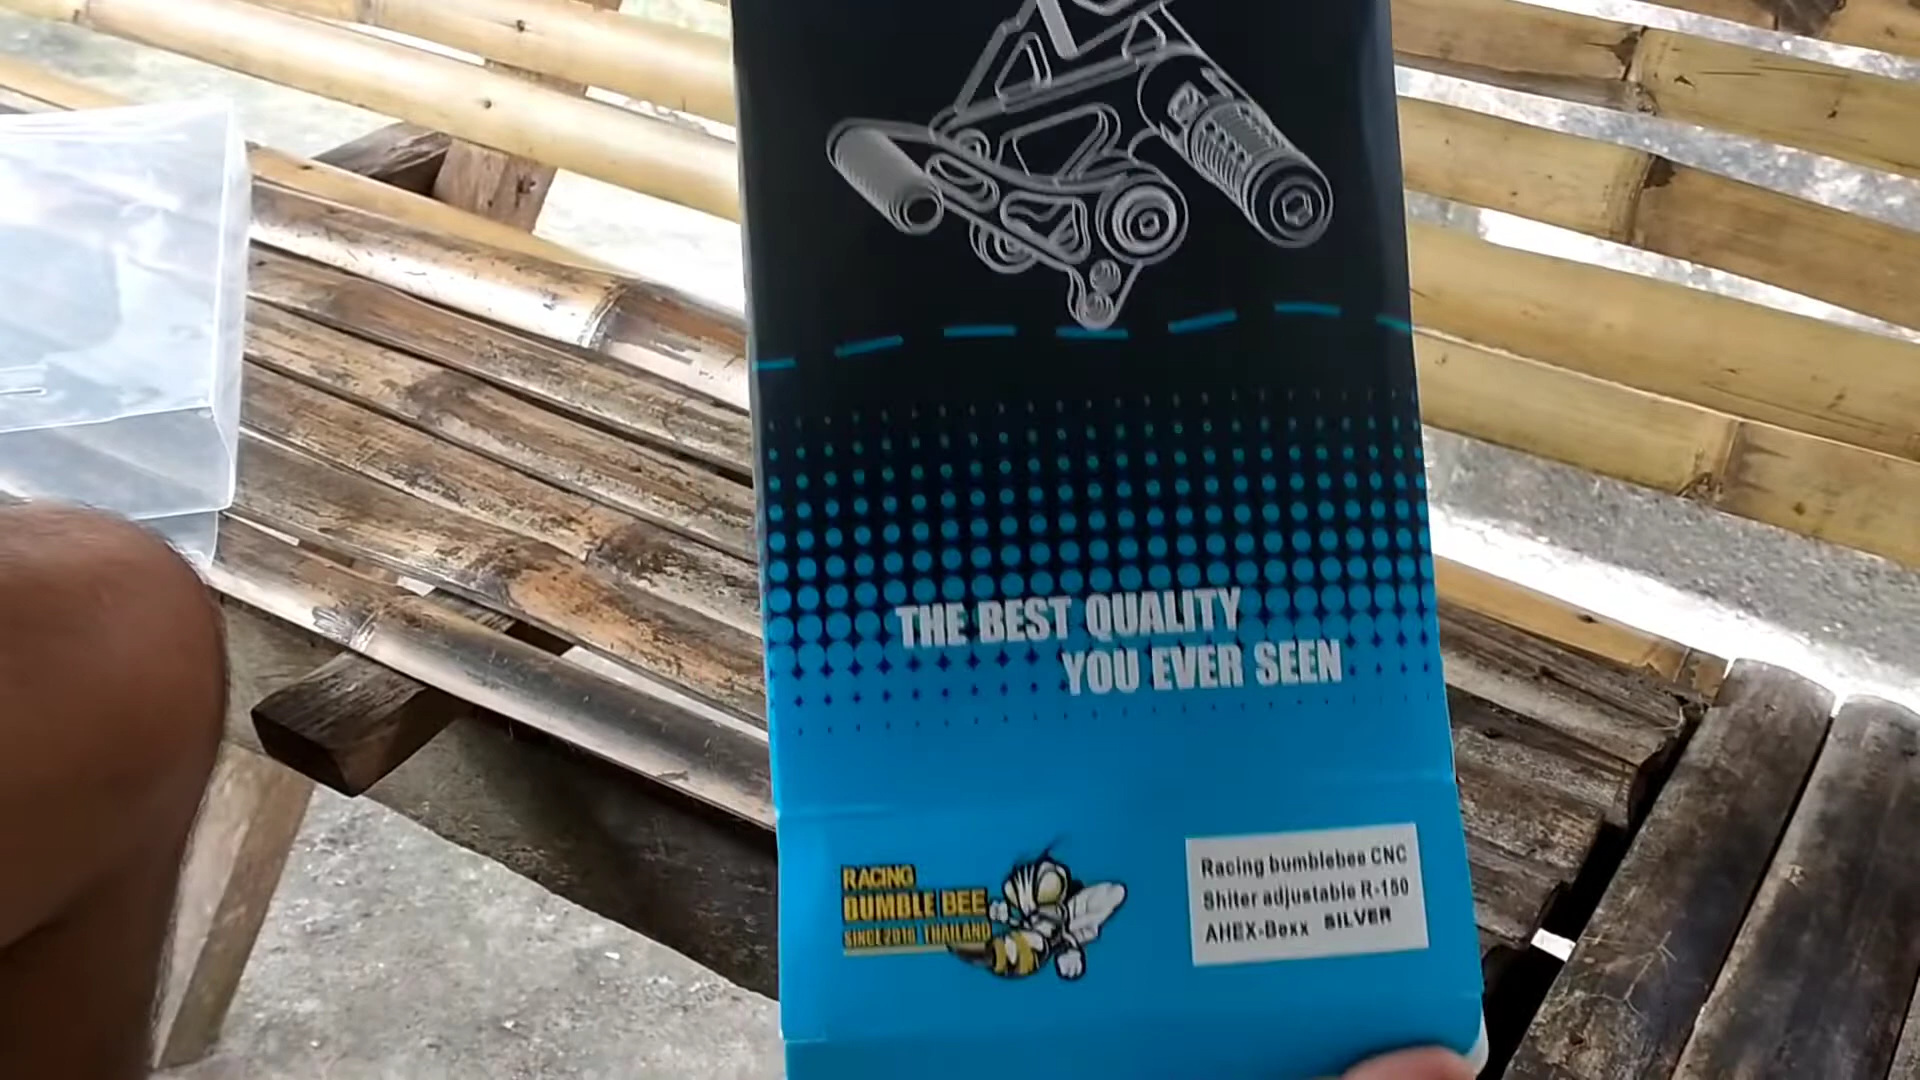 THE BEST QUALITY
YOU EVER SEEN
RACING
BUMBLE BEE
SINCE2010 THAILAND
Racing bumblebee CNC
Shiter adjustable R-150
AHEX-Bexx SILVER